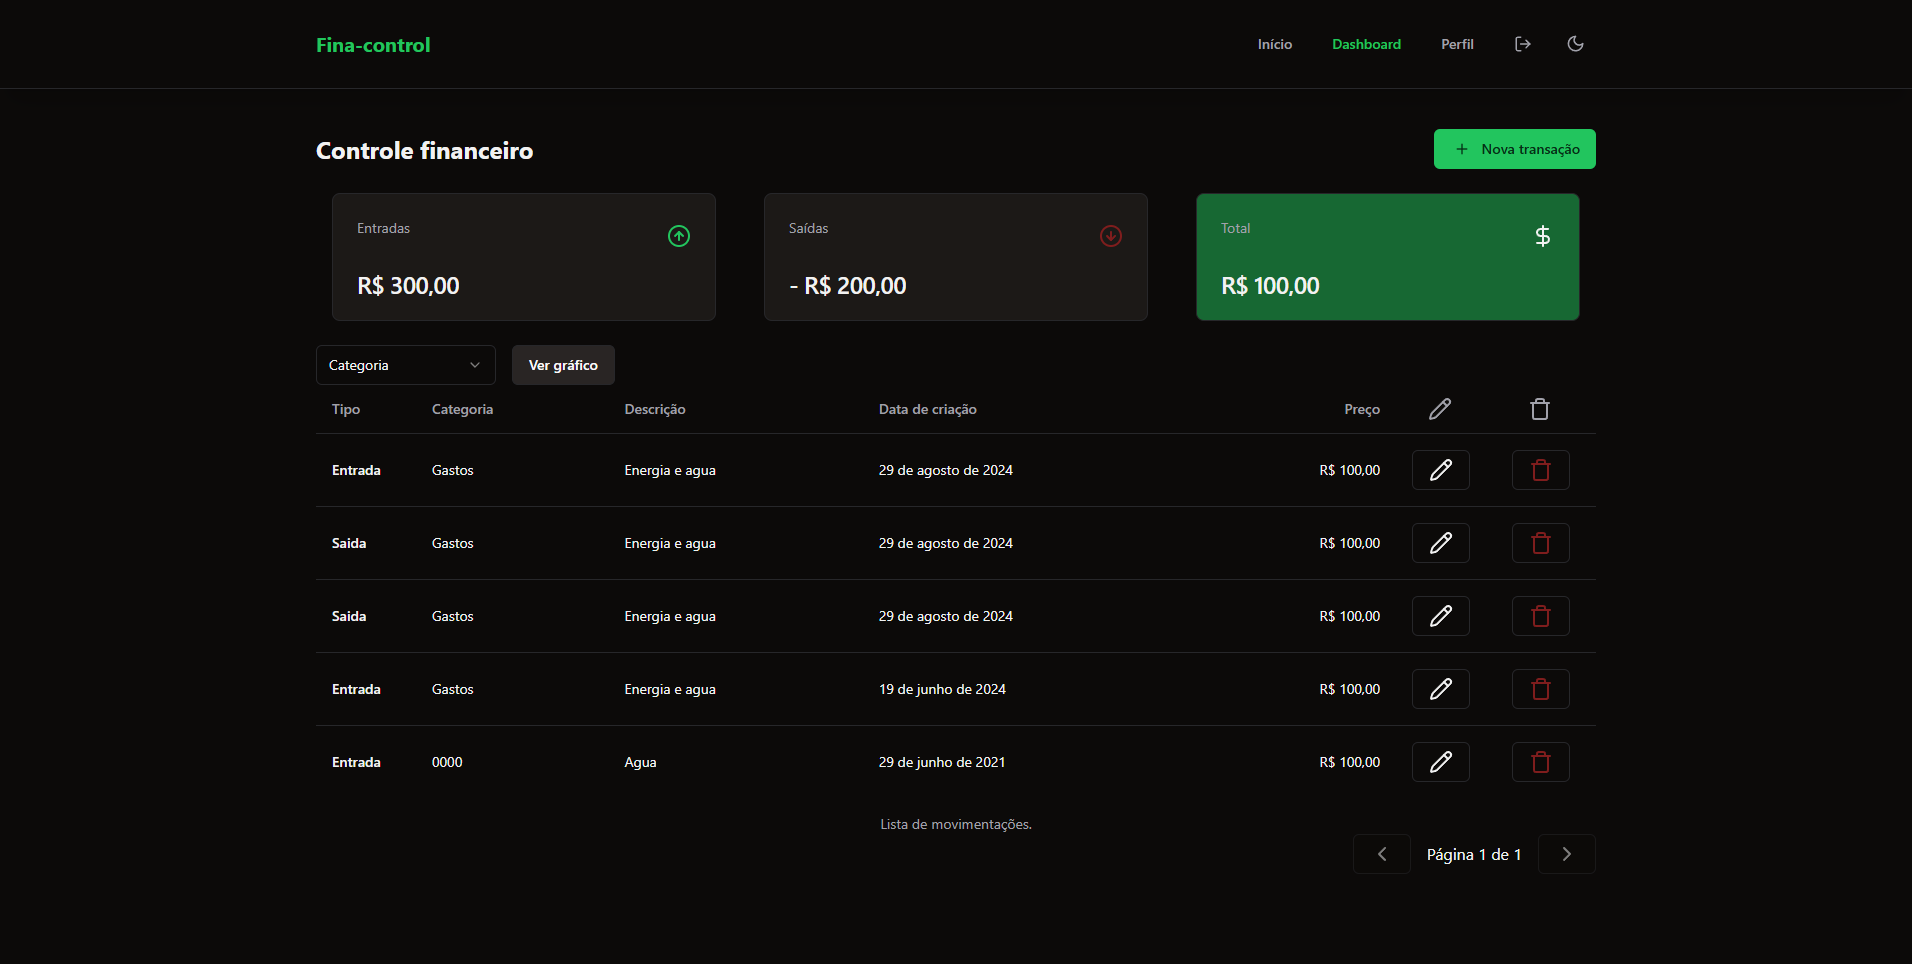 Fina-control
Início Dashboard Perfil
Controle financeiro
Nova transação
Entradas
R$ 300,00
Saídas
- R$ 200,00
Total
$
R$ 100,00
Categoria
Ver gráfico
Tipo Categoria Descrição Data de criação Preço
Entrada Gastos Energia e agua 29 de agosto de 2024 R$ 100,00
Saida Gastos Energia e agua 29 de agosto de 2024 R$ 100,00
Saida Gastos Energia e agua 29 de agosto de 2024 R$ 100,00
Entrada Gastos Energia e agua 19 de junho de 2024 R$ 100,00
Entrada 0000 Agua 29 de junho de 2021 R$ 100,00
Lista de movimentações.
Página 1 de 1